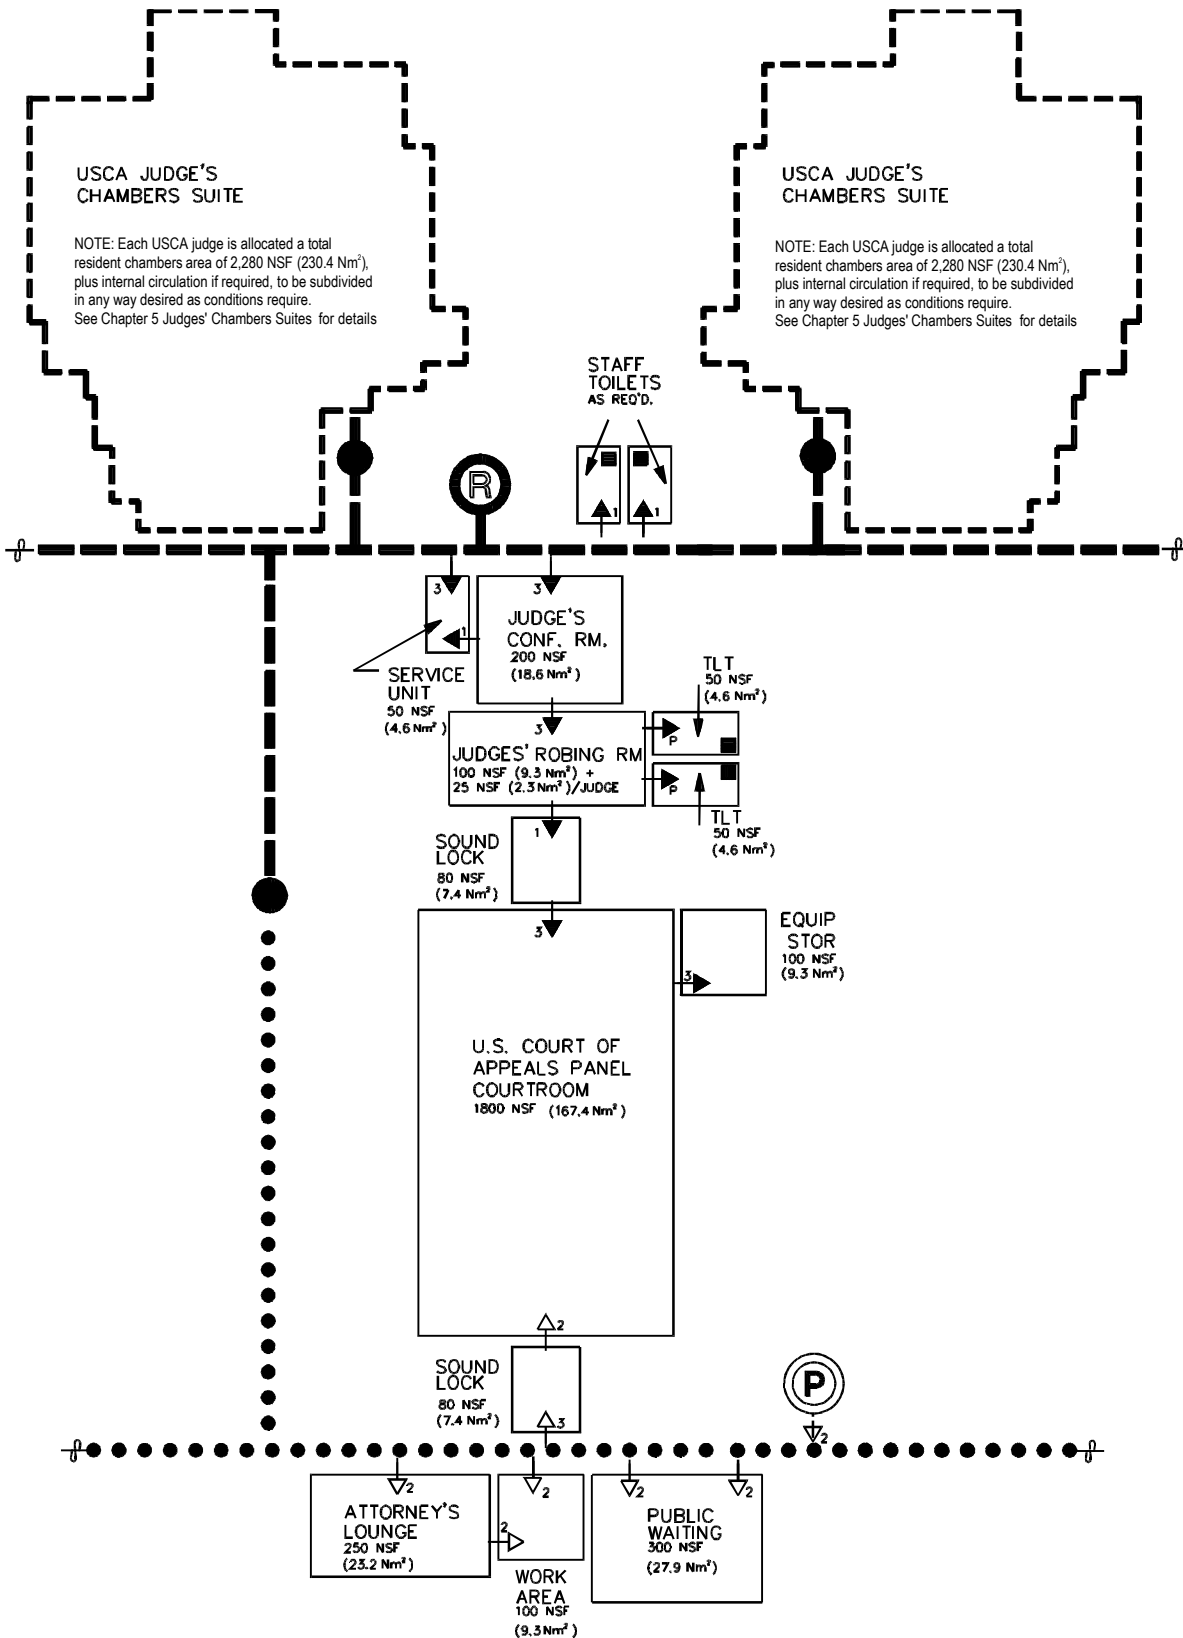 USCA JUDGE'S
CHAMBERS SUITE
NOTE: Each USCA judge is allocated a total
resident chambers area of 2,280 NSF (230.4 Nm²),
plus internal circulation if required, to be subdivided
in any way desired as conditions require.
See Chapter 5 Judges' Chambers Suites for details
USCA JUDGE'S
CHAMBERS SUITE
NOTE: Each USCA judge is allocated a total
resident chambers area of 2,280 NSF (230.4 Nm²),
plus internal circulation if required, to be subdivided
in any way desired as conditions require.
See Chapter 5 Judges' Chambers Suites for details
STAFF
TOILETS
AS REQ'D.
R
1
1
3
3
1
JUDGE'S
CONF. RM.
200 NSF
(18.6 Nm²)
SERVICE
UNIT
50 NSF
(4.6 Nm²)
TLT
50 NSF
(4.6 Nm²)
3
P
JUDGES' ROBING RM
100 NSF (9.3 Nm²) +
25 NSF (2.3 Nm²)/JUDGE
P
TLT
50 NSF
(4.6 Nm²)
1
SOUND
LOCK
80 NSF
(7.4 Nm²)
3
EQUIP
STOR
100 NSF
(9.3 Nm²)
3
U.S. COURT OF
APPEALS PANEL
COURTROOM
1800 NSF (167.4 Nm²)
2
SOUND
LOCK
80 NSF
(7.4 Nm²)
3
P
2
2
2
2
2
ATTORNEY'S
LOUNGE
250 NSF
(23.2 Nm²)
2
WORK
AREA
100 NSF
(9.3 Nm²)
PUBLIC
WAITING
300 NSF
(27.9 Nm²)